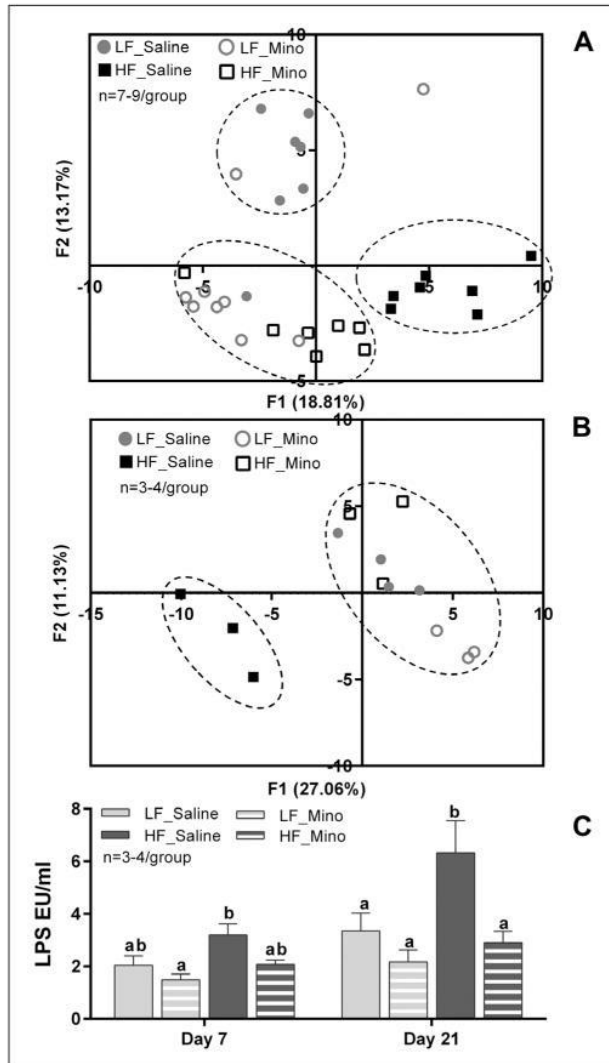 A
10
LF_Saline LF_Mino
HF_Saline HF_Mino
n=7-9/group
5
F2 (13.17%)
-10 -5 5 10
-5
F1 (18.81%)
B
10
LF_Saline LF_Mino
HF_Saline HF_Mino
n=3-4/group
5
F2 (11.13%)
-15 -10 -5 5 10
-5
-10
F1 (27.06%)
C
8
LF_Saline LF_Mino
HF_Saline HF_Mino
n=3-4/group
6
4
2
0
LPS EU/ml
ab a b ab a a b a
Day 7 Day 21